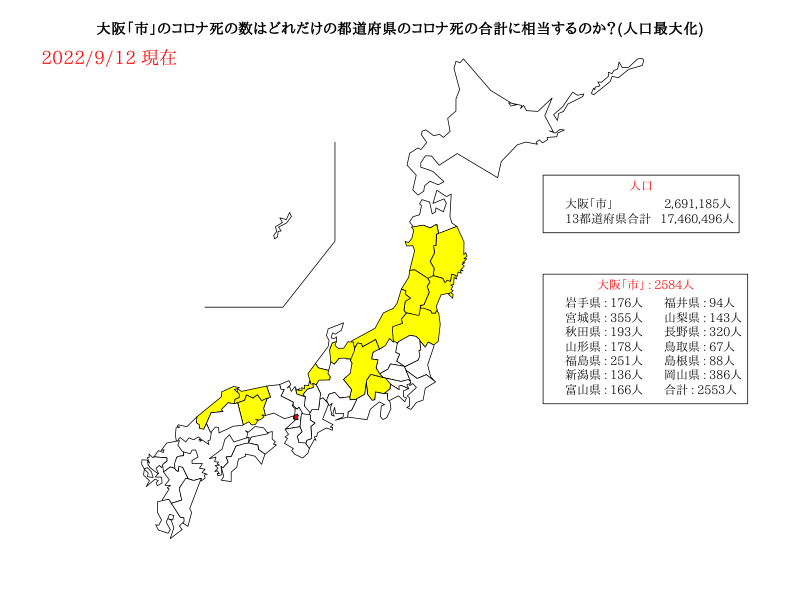 大阪「市」のコロナ死の数はどれだけの都道府県のコロナ死の合計に相当するのか?(人口最大化)
2022/9/12 現在
人口
大阪「市」 2,691,185人
13都道府県合計 17,460,496人
大阪「市」 : 2584人
岩手県 : 176人 福井県 : 94人
宮城県 : 355人 山梨県 : 143人
秋田県 : 193人 長野県 : 320人
山形県 : 178人 鳥取県 : 67人
福島県 : 251人 島根県 : 88人
新潟県 : 136人 岡山県 : 386人
富山県 : 166人 合計 : 2553人